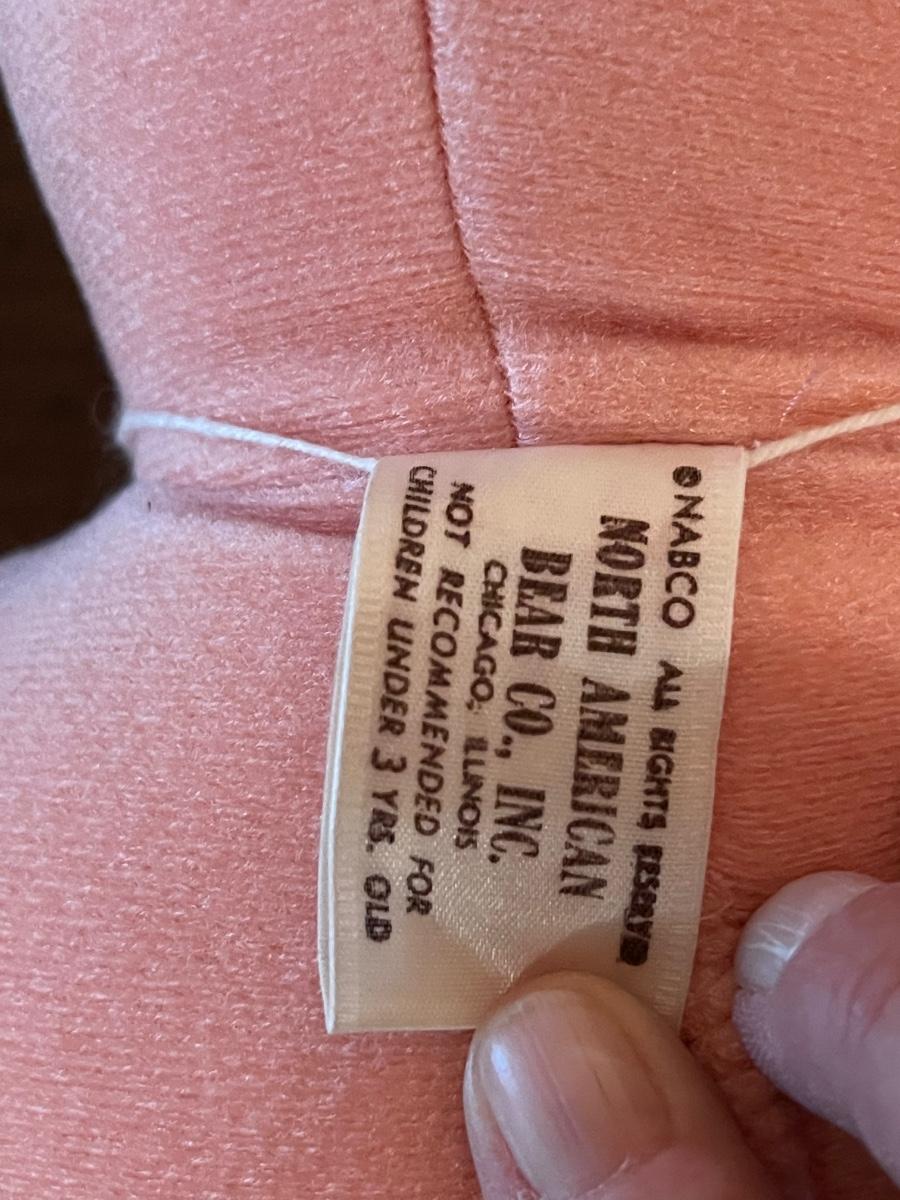 ©NABCO ALL RIGHTS RESERVED
NORTH AMERICAN
BEAR CO., INC.
CHICAGO, ILLINOIS
NOT RECOMMENDED FOR
CHILDREN UNDER 3 YRS. OLD